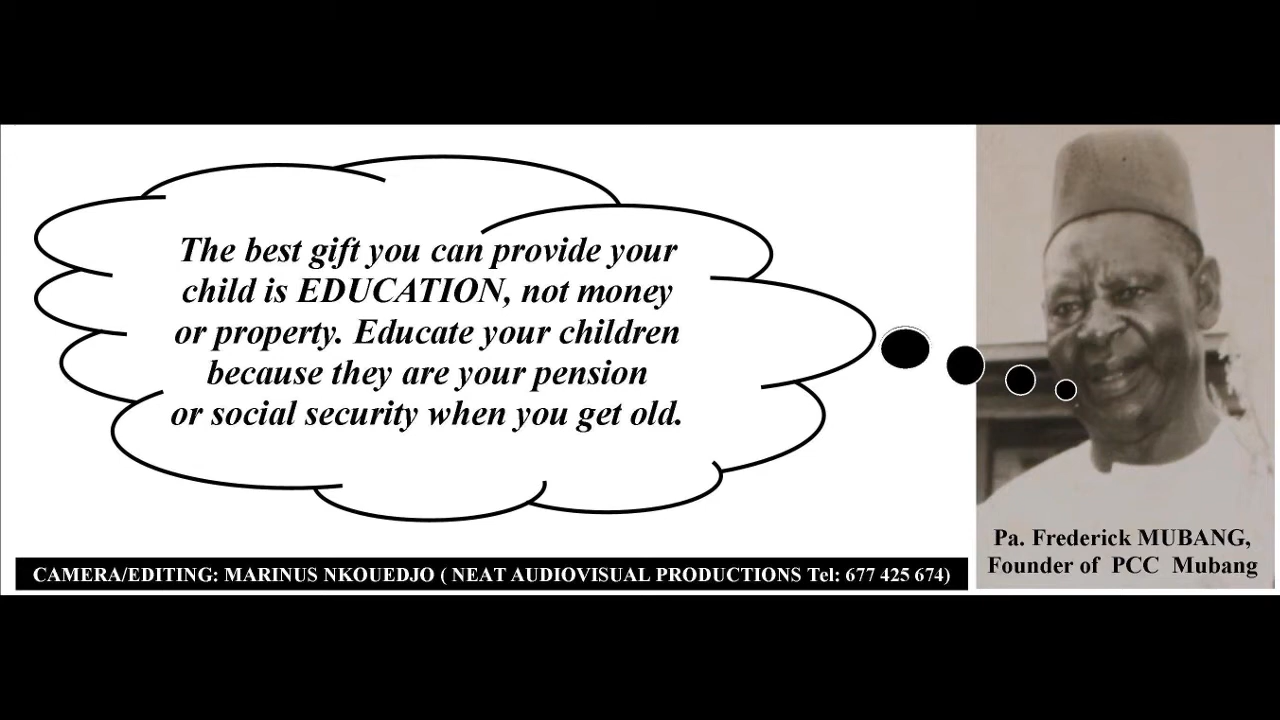 The best gift you can provide your
child is EDUCATION, not money
or property. Educate your children
because they are your pension
or social security when you get old.
Pa. Frederick MUBANG,
Founder of PCC Mubang
CAMERA/EDITING: MARINUS NKOUEDJO ( NEAT AUDIOVISUAL PRODUCTIONS Tel: 677 425 674)